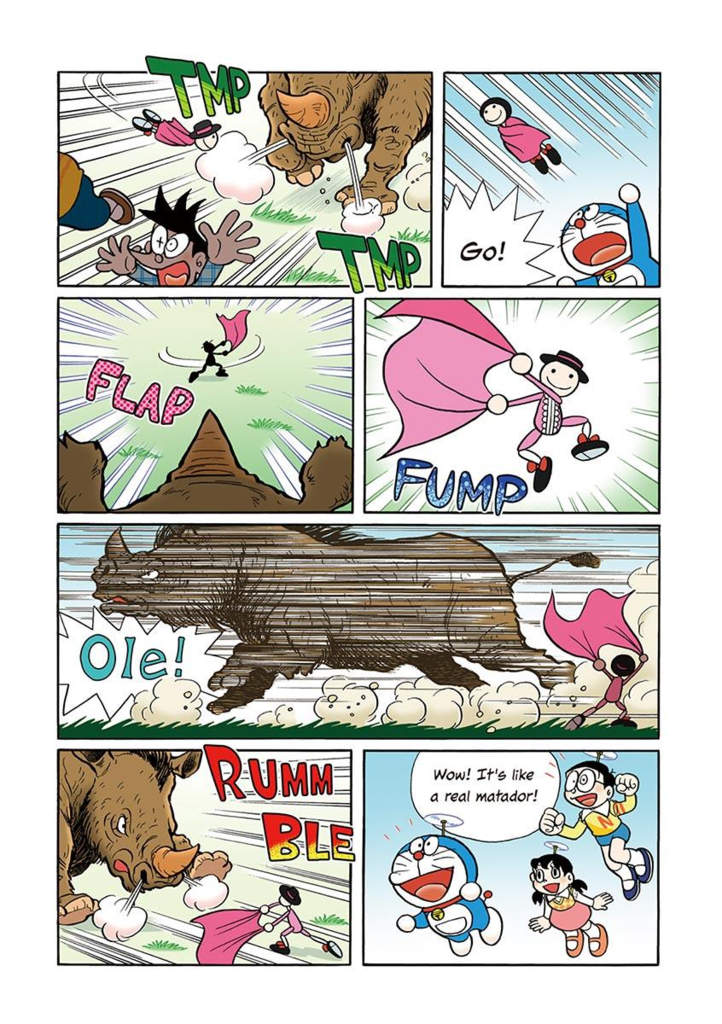 TMP
TMP
Go!
FLAP
FUMP
Ole!
RUMM
BLE
Wow! It's like
a real matador!
N